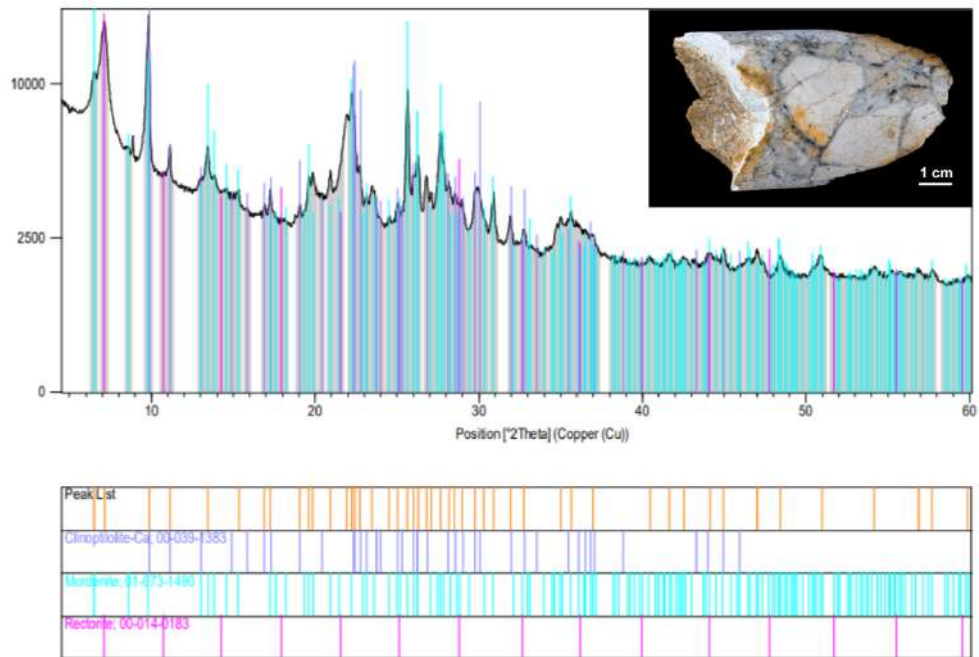 10000
1 cm
2500
0
10 20 30 40 50 60
Position [°2Theta] (Copper (Cu))
Peak List
Clinoptilolite-Ca; 00-039-1383
Mordenite; 01-073-1490
Rectorite; 00-014-0183